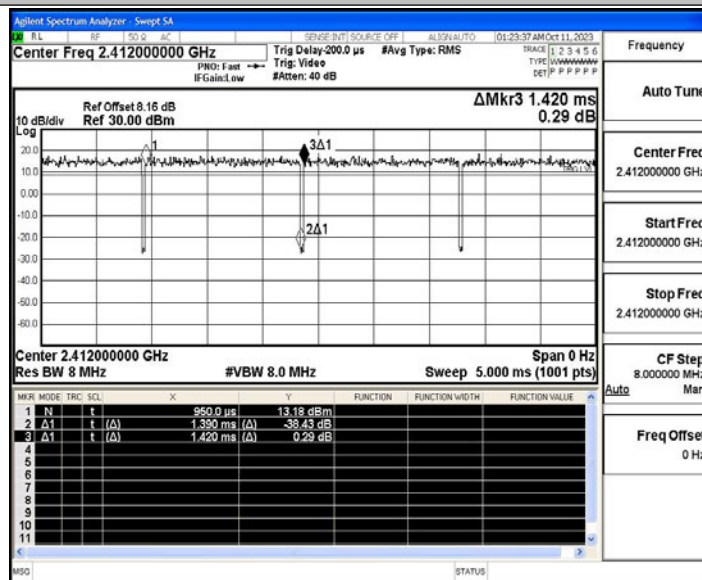 Agilent Spectrum Analyzer - Swept SA
RL RF 50 Ω AC SENSE:INT SOURCE OFF ALIGNAUTO 01:23:37 AM Oct 11, 2023
Center Freq 2.412000000 GHz
PNO: Fast
IFGain:Low
Trig Delay-200.0 µs
Trig: Video
#Atten: 40 dB
#Avg Type: RMS
TRACE 1 2 3 4 5 6
TYPE WWWWWW
DET P P P P P P
Ref Offset 8.16 dB
10 dB/div Ref 30.00 dBm
Log
ΔMkr3 1.420 ms
0.29 dB
20.0
10.0
0.00
-10.0
-20.0
-30.0
-40.0
-50.0
-60.0
1
3Δ1
TRIG LVL
2Δ1
Center 2.412000000 GHz Span 0 Hz
Res BW 8 MHz #VBW 8.0 MHz Sweep 5.000 ms (1001 pts)
MKR MODE TRC SCL X Y FUNCTION FUNCTION WIDTH FUNCTION VALUE
1 N t 950.0 µs 13.18 dBm
2 Δ1 t (Δ) 1.390 ms (Δ) -38.43 dB
3 Δ1 t (Δ) 1.420 ms (Δ) 0.29 dB
4
5
6
7
8
9
10
11
MSG STATUS
Frequency
Auto Tune
Center Freq
2.412000000 GHz
Start Freq
2.412000000 GHz
Stop Freq
2.412000000 GHz
CF Step
8.000000 MHz
Auto Man
Freq Offset
0 Hz